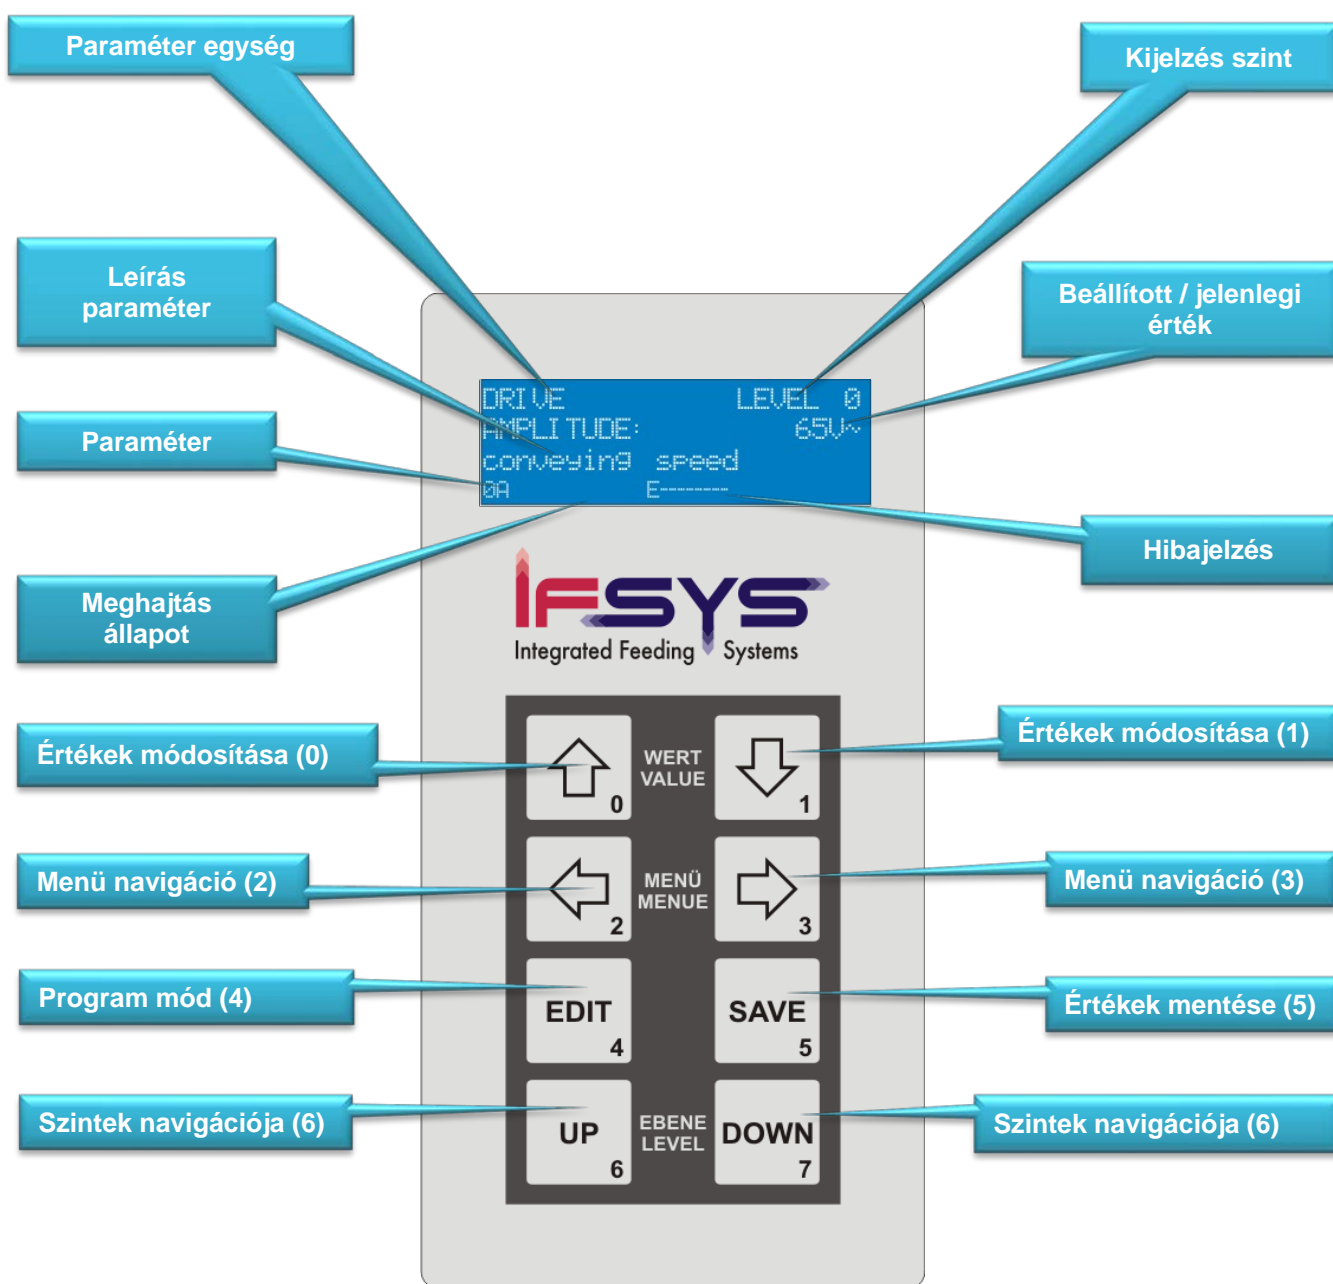 Paraméter egység
Kijelzés szint
Leírás
paraméter
Beállított / jelenlegi
érték
Paraméter
Hibajelzés
Meghajtás
állapot
DRIVE LEVEL 0
AMPLITUDE: 65V~
conveying speed
0A E-------
IFSYS
Integrated Feeding Systems
Értékek módosítása (0)
0
WERT
VALUE
1
Értékek módosítása (1)
Menü navigáció (2)
2
MENÜ
MENUE
3
Menü navigáció (3)
Program mód (4)
EDIT
4
SAVE
5
Értékek mentése (5)
Szintek navigációja (6)
UP
6
EBENE
LEVEL
DOWN
7
Szintek navigációja (6)